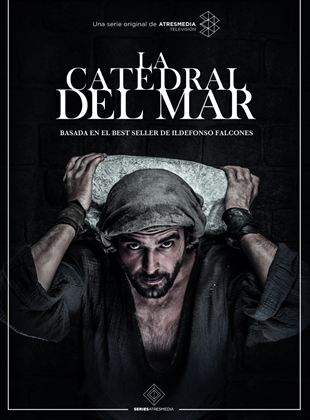 Una serie original de ATRESMEDIA
TELEVISIÓN
LA
CATEDRAL
DEL MAR
BASADA EN EL BEST SELLER DE ILDEFONSO FALCONES
SERIESATRESMEDIA